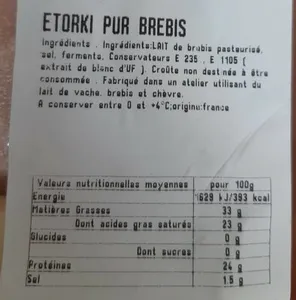 ETORKI PUR BREBIS
Ingrédients : Ingrédients:LAIT de brebis pasteurisé,
sel, ferments. Conservateurs E 235 , E 1105 (
extrait de blanc d'UF ). Croûte non destinée à être
consommée . Fabriqué dans un atelier utilisant du
lait de vache, brebis et chèvre.
A conserver entre 0 et +4°C;origine:france
Valeurs nutritionnelles moyennes pour 100g
Energie 1629 kJ/393 kcal
Matières Grasses 33 g
Dont acides gras saturés 23 g
Glucides 0 g
Dont sucres 0 g
Protéines 24 g
Sel 1.5 g